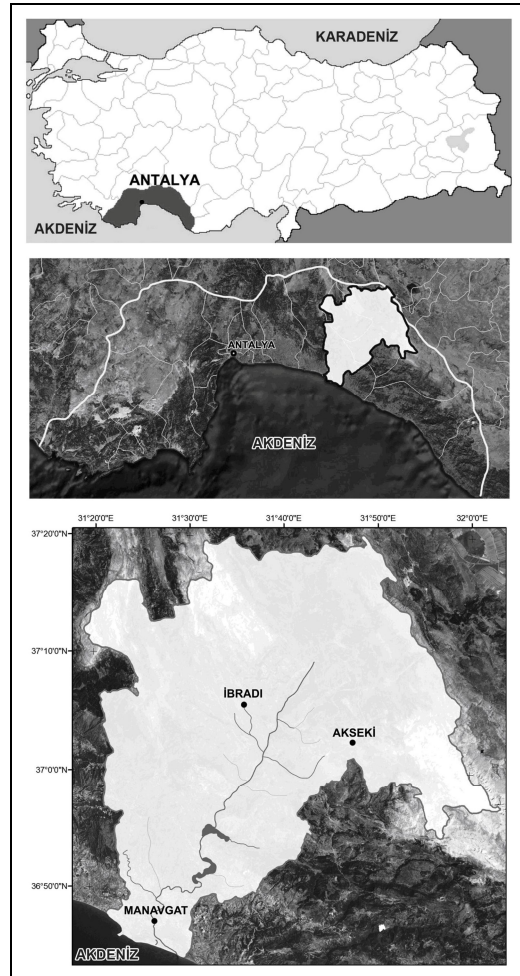 KARADENİZ
ANTALYA
AKDENİZ
ANTALYA
AKDENİZ
31°20'0"E 31°30'0"E 31°40'0"E 31°50'0"E 32°0'0"E
37°20'0"N
37°10'0"N
İBRADI
AKSEKİ
37°0'0"N
36°50'0"N
MANAVGAT
AKDENİZ